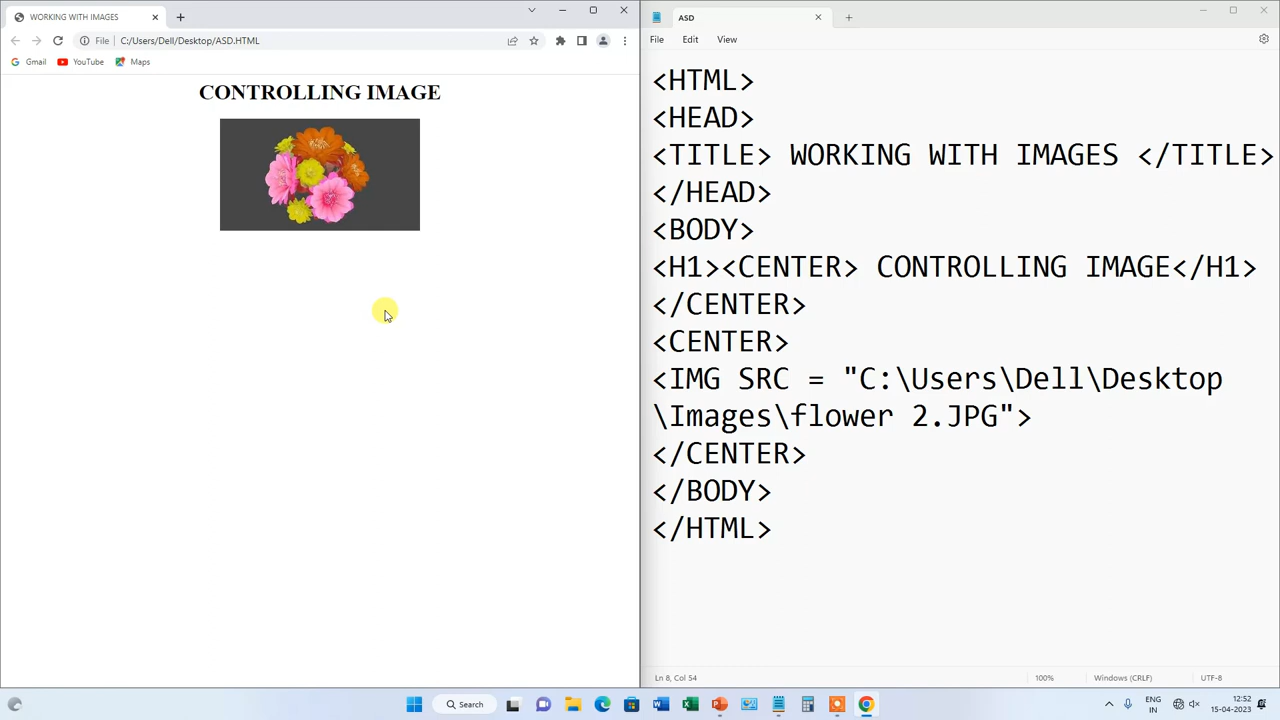 WORKING WITH IMAGES
File C:/Users/Dell/Desktop/ASD.HTML
Gmail YouTube Maps
CONTROLLING IMAGE
ASD
File Edit View
<HTML>
<HEAD>
<TITLE> WORKING WITH IMAGES </TITLE>
</HEAD>
<BODY>
<H1><CENTER> CONTROLLING IMAGE</H1>
</CENTER>
<CENTER>
<IMG SRC = "C:\Users\Dell\Desktop
\Images\flower 2.JPG">
</CENTER>
</BODY>
</HTML>
Ln 8, Col 54 100% Windows (CRLF) UTF-8
Search
ENG
IN
12:52
15-04-2023